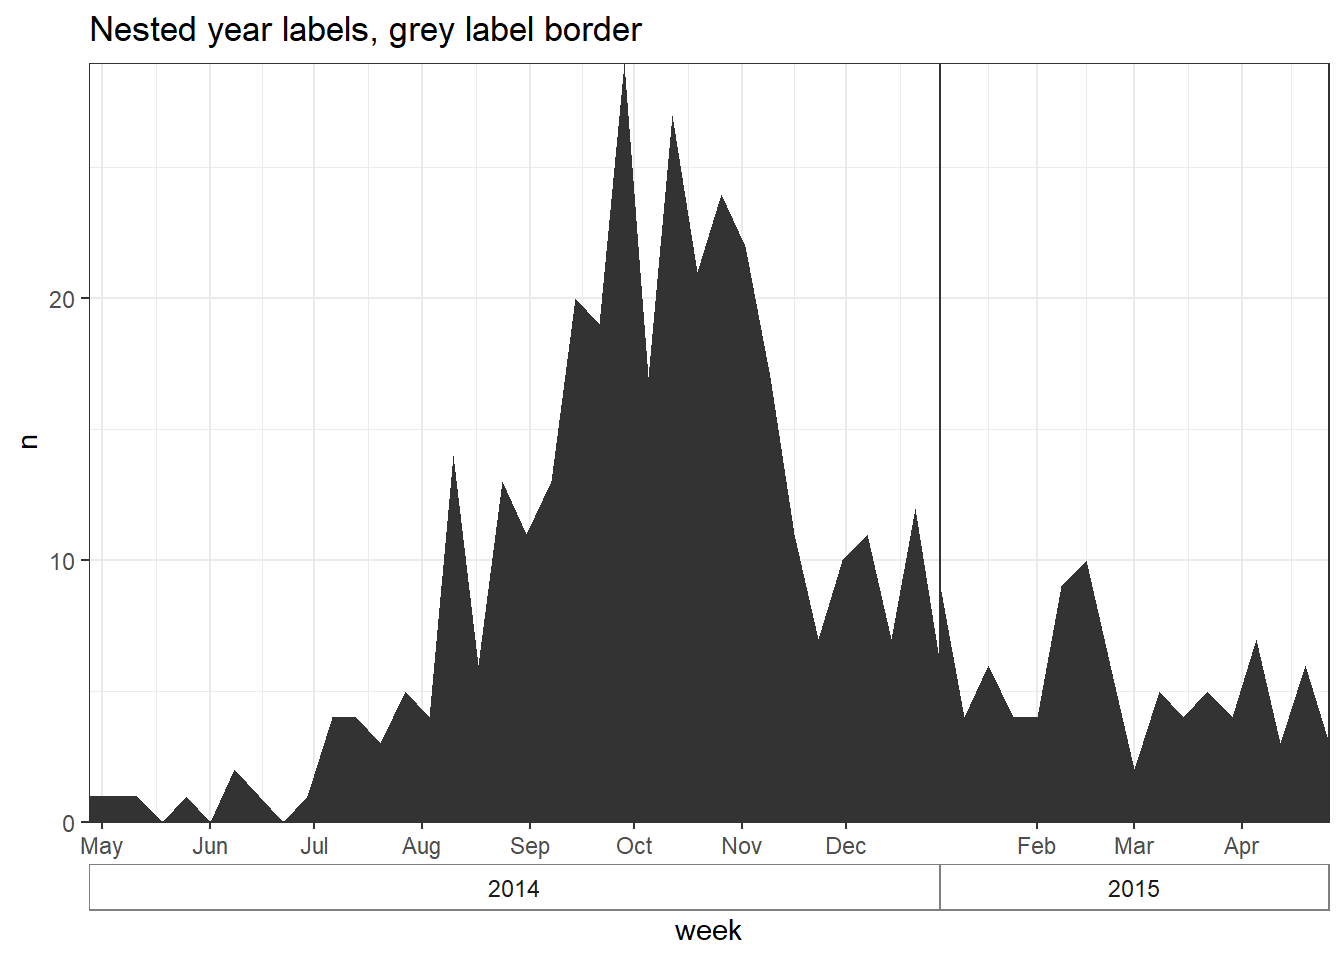 Nested year labels, grey label border
n
20
10
0
May Jun Jul Aug Sep Oct Nov Dec Feb Mar Apr
2014 2015
week